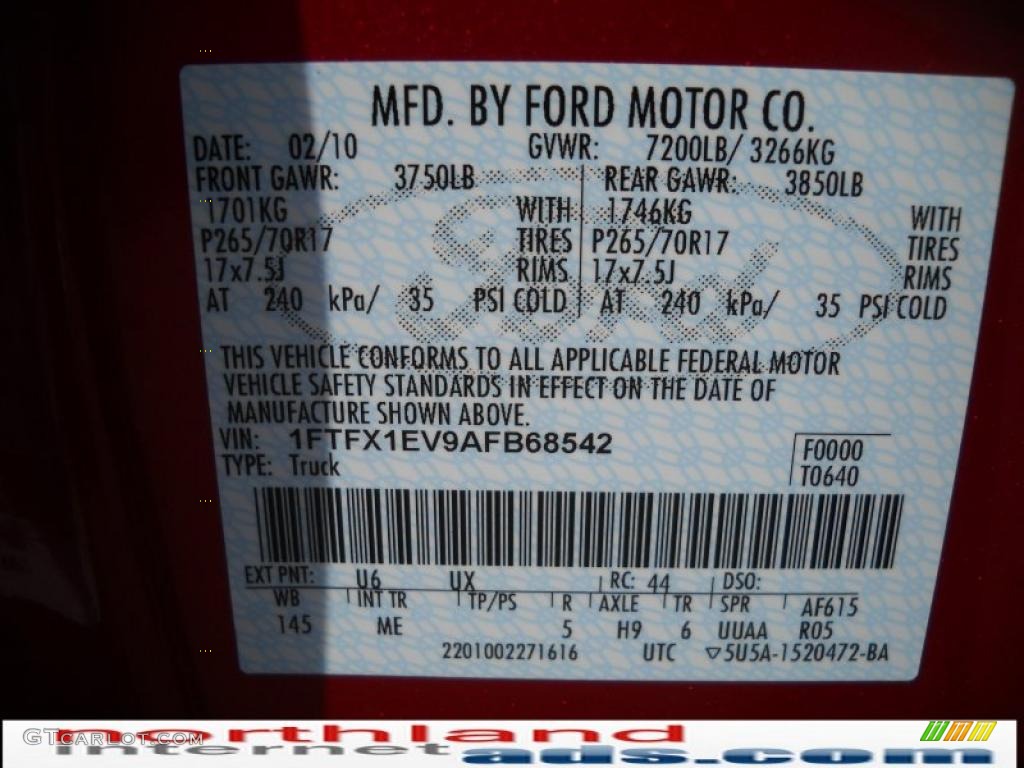 MFD. BY FORD MOTOR CO.
DATE: 02/10 GVWR: 7200LB/ 3266KG
FRONT GAWR: 3750LB REAR GAWR: 3850LB
1701KG WITH 1746KG WITH
P265/70R17 TIRES P265/70R17 TIRES
17x7.5J RIMS 17x7.5J RIMS
AT 240 kPa/ 35 PSI COLD AT 240 kPa/ 35 PSI COLD
Ford
THIS VEHICLE CONFORMS TO ALL APPLICABLE FEDERAL MOTOR
VEHICLE SAFETY STANDARDS IN EFFECT ON THE DATE OF
MANUFACTURE SHOWN ABOVE.
VIN: 1FTFX1EV9AFB68542
F0000
TYPE: Truck
T0640
EXT PNT: U6 UX RC: 44 DSO:
WB INT TR TP/PS R AXLE TR SPR AF615
145 ME 5 H9 6 UUAA R05
2201002271616 UTC ▽5U5A-1520472-BA
northland
internet ads.com
GTCARLOT.COM